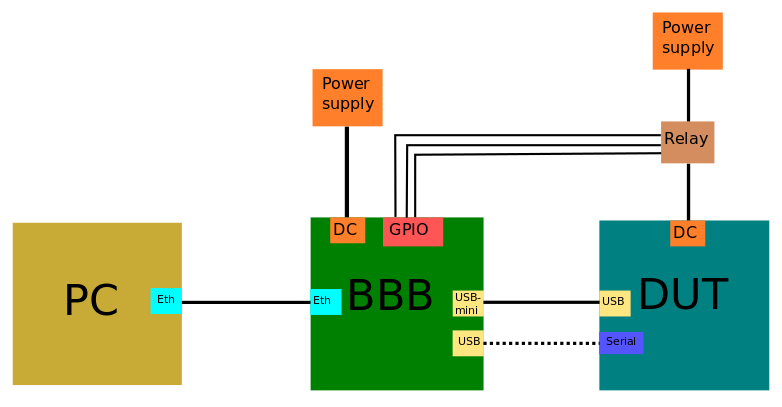 Power
supply
Power
supply
Relay
DC
GPIO
DC
PC
Eth
Eth
BBB
USB-
mini
USB
DUT
USB
Serial